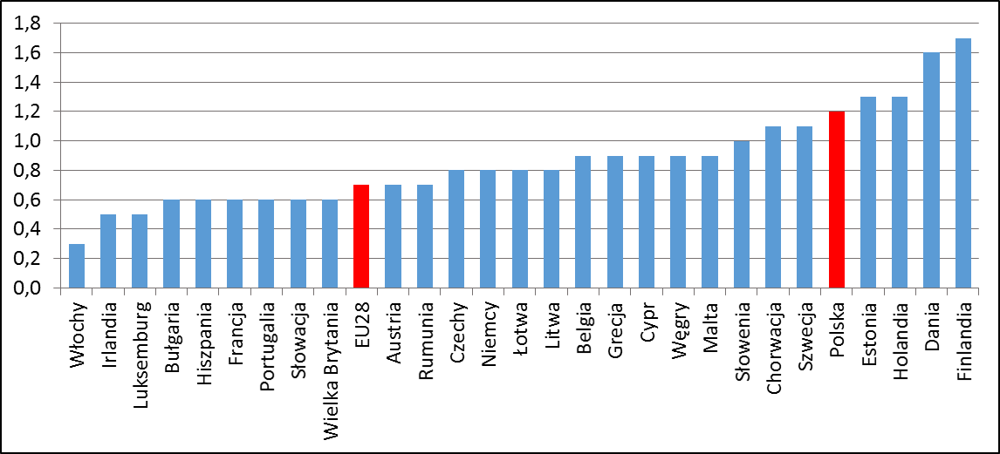 1,8
1,6
1,4
1,2
1,0
0,8
0,6
0,4
0,2
0,0
Włochy
Irlandia
Luksemburg
Bułgaria
Hiszpania
Francja
Portugalia
Słowacja
Wielka Brytania
EU28
Austria
Rumunia
Czechy
Niemcy
Łotwa
Litwa
Belgia
Grecja
Cypr
Węgry
Malta
Słowenia
Chorwacja
Szwecja
Polska
Estonia
Holandia
Dania
Finlandia